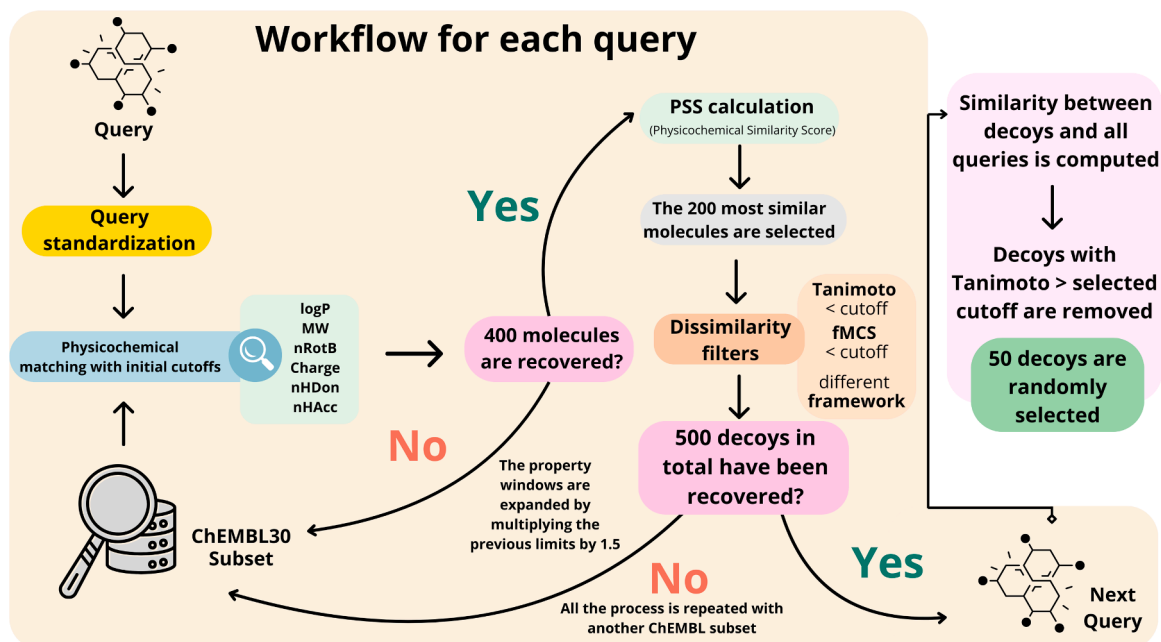 Workflow for each query
Query
Query
standardization
Physicochemical
matching with initial cutoffs
logP
MW
nRotB
Charge
nHDon
nHAcc
ChEMBL30
Subset
400 molecules
are recovered?
No
The property
windows are
expanded by
multiplying the
previous limits by 1.5
Yes
PSS calculation
(Physicochemical Similarity Score)
The 200 most similar
molecules are selected
Dissimilarity
filters
Tanimoto
< cutoff
fMCS
< cutoff
different
framework
500 decoys in
total have been
recovered?
No
All the process is repeated with
another ChEMBL subset
Yes
Next
Query
Similarity between
decoys and all
queries is computed
Decoys with
Tanimoto > selected
cutoff are removed
50 decoys are
randomly
selected